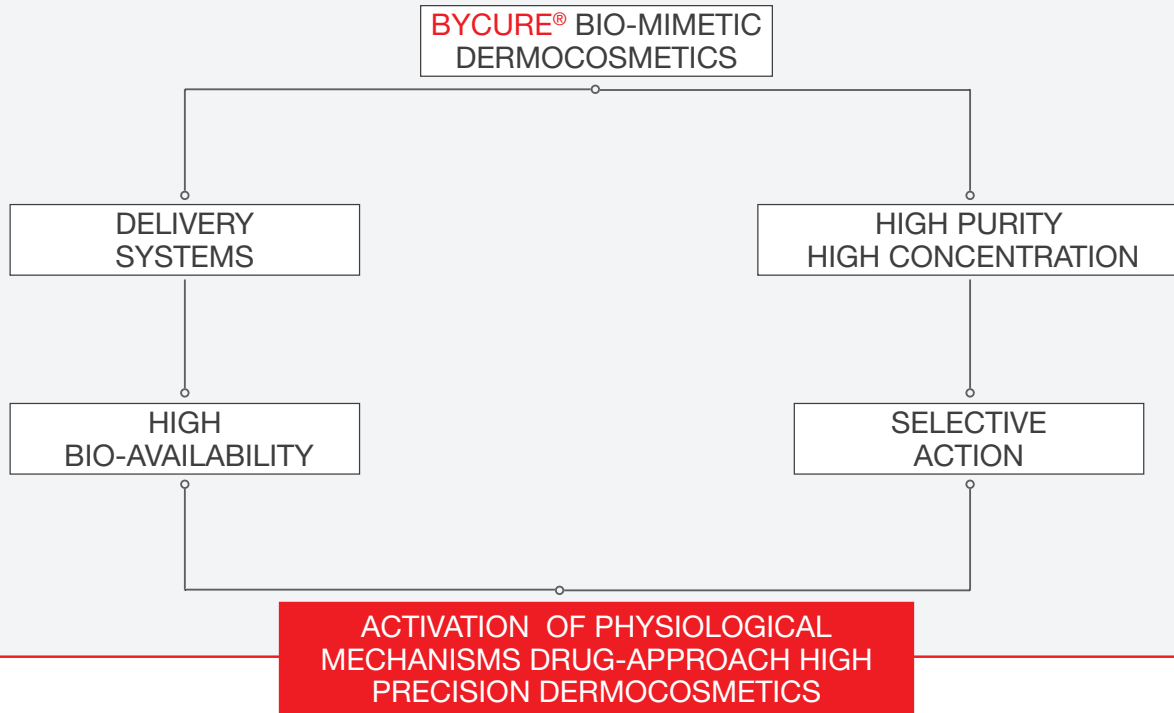 BYCURE® BIO-MIMETIC
DERMOCOSMETICS
DELIVERY
SYSTEMS
HIGH PURITY
HIGH CONCENTRATION
HIGH
BIO-AVAILABILITY
SELECTIVE
ACTION
ACTIVATION OF PHYSIOLOGICAL
MECHANISMS DRUG-APPROACH HIGH
PRECISION DERMOCOSMETICS